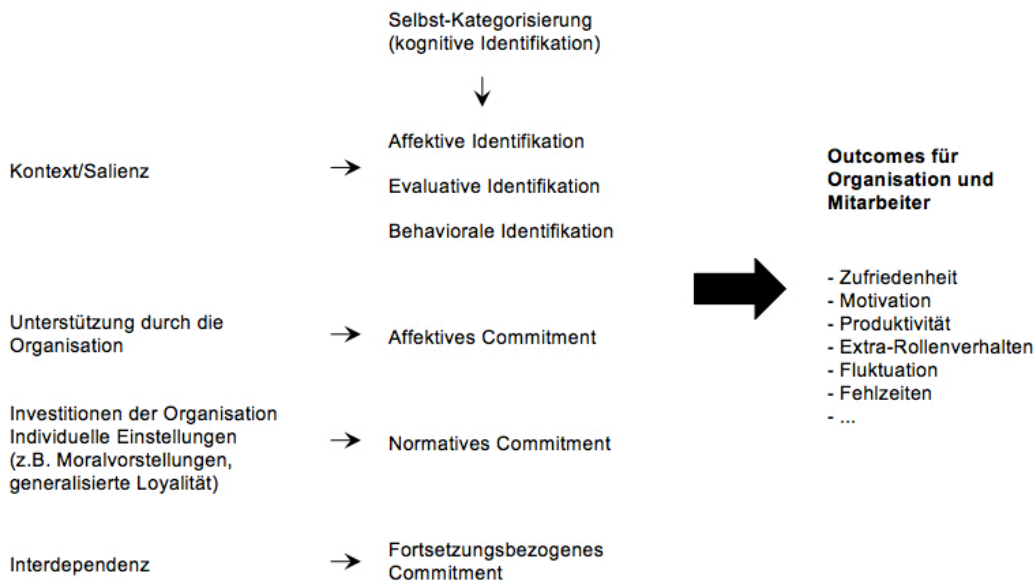 Selbst-Kategorisierung
(kognitive Identifikation)
Kontext/Salienz
Affektive Identifikation
Evaluative Identifikation
Behaviorale Identifikation
Unterstützung durch die
Organisation
Affektives Commitment
Investitionen der Organisation
Individuelle Einstellungen
(z.B. Moralvorstellungen,
generalisierte Loyalität)
Normatives Commitment
Interdependenz
Fortsetzungsbezogenes
Commitment
Outcomes für
Organisation und
Mitarbeiter
- Zufriedenheit
- Motivation
- Produktivität
- Extra-Rollenverhalten
- Fluktuation
- Fehlzeiten
- ...